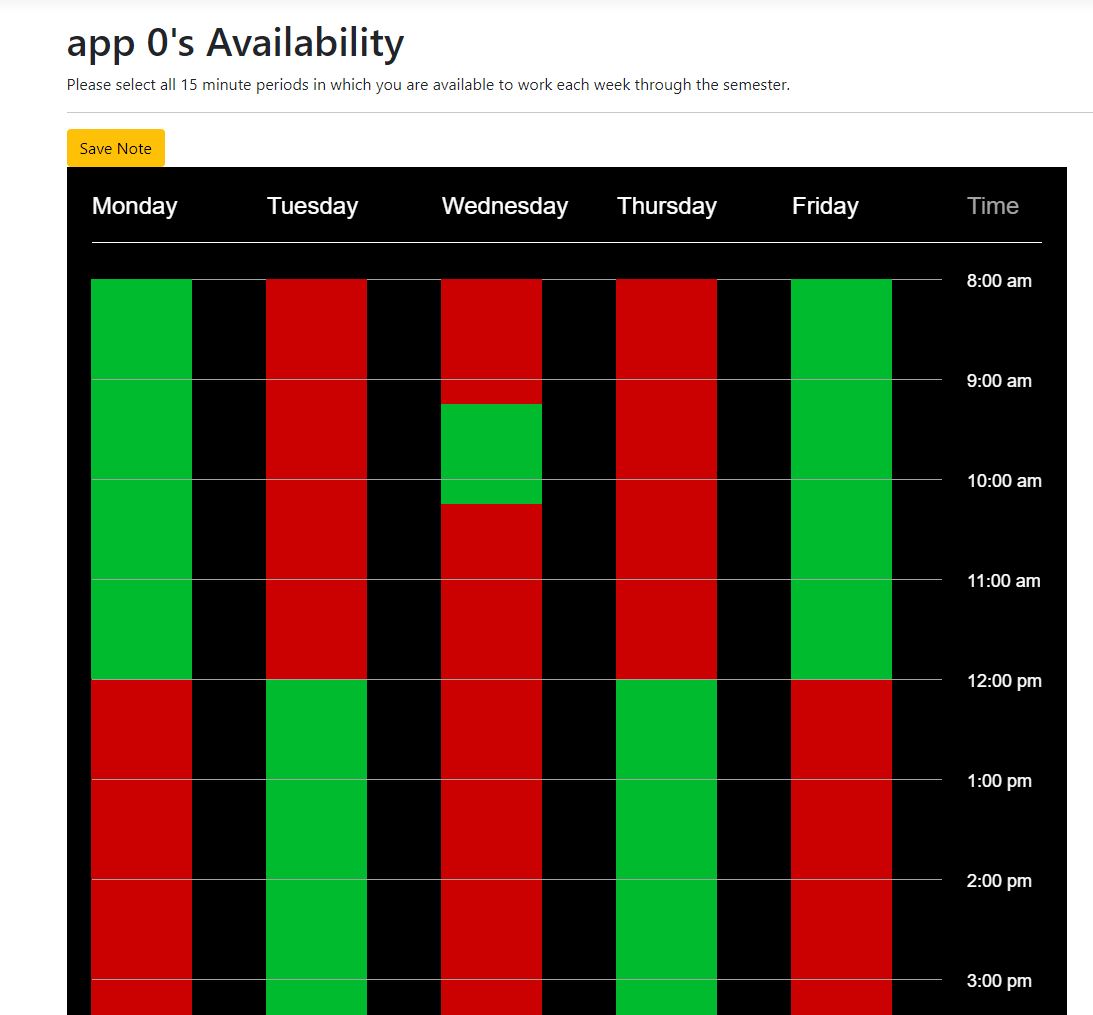 app 0's Availability
Please select all 15 minute periods in which you are available to work each week through the semester.
Save Note
Monday Tuesday Wednesday Thursday Friday Time
8:00 am
9:00 am
10:00 am
11:00 am
12:00 pm
1:00 pm
2:00 pm
3:00 pm